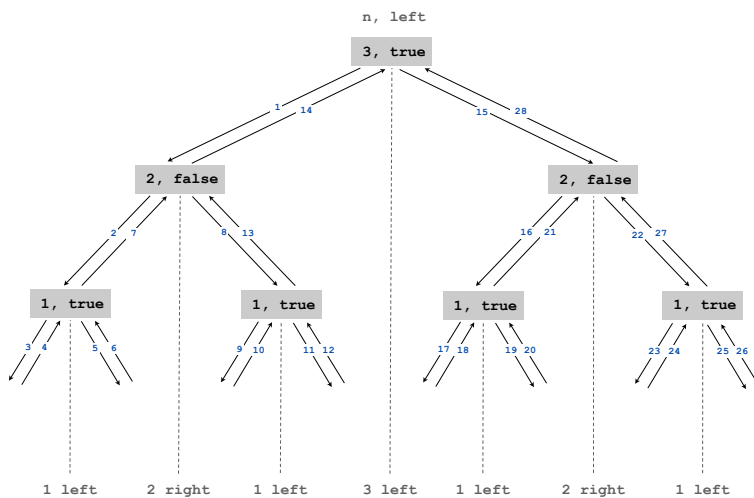 n, left
3, true
1
14
15
28
2, false
2, false
2
7
8
13
16
21
22
27
1, true
1, true
1, true
1, true
3
4
5
6
9
10
11
12
17
18
19
20
23
24
25
26
1 left
2 right
1 left
3 left
1 left
2 right
1 left